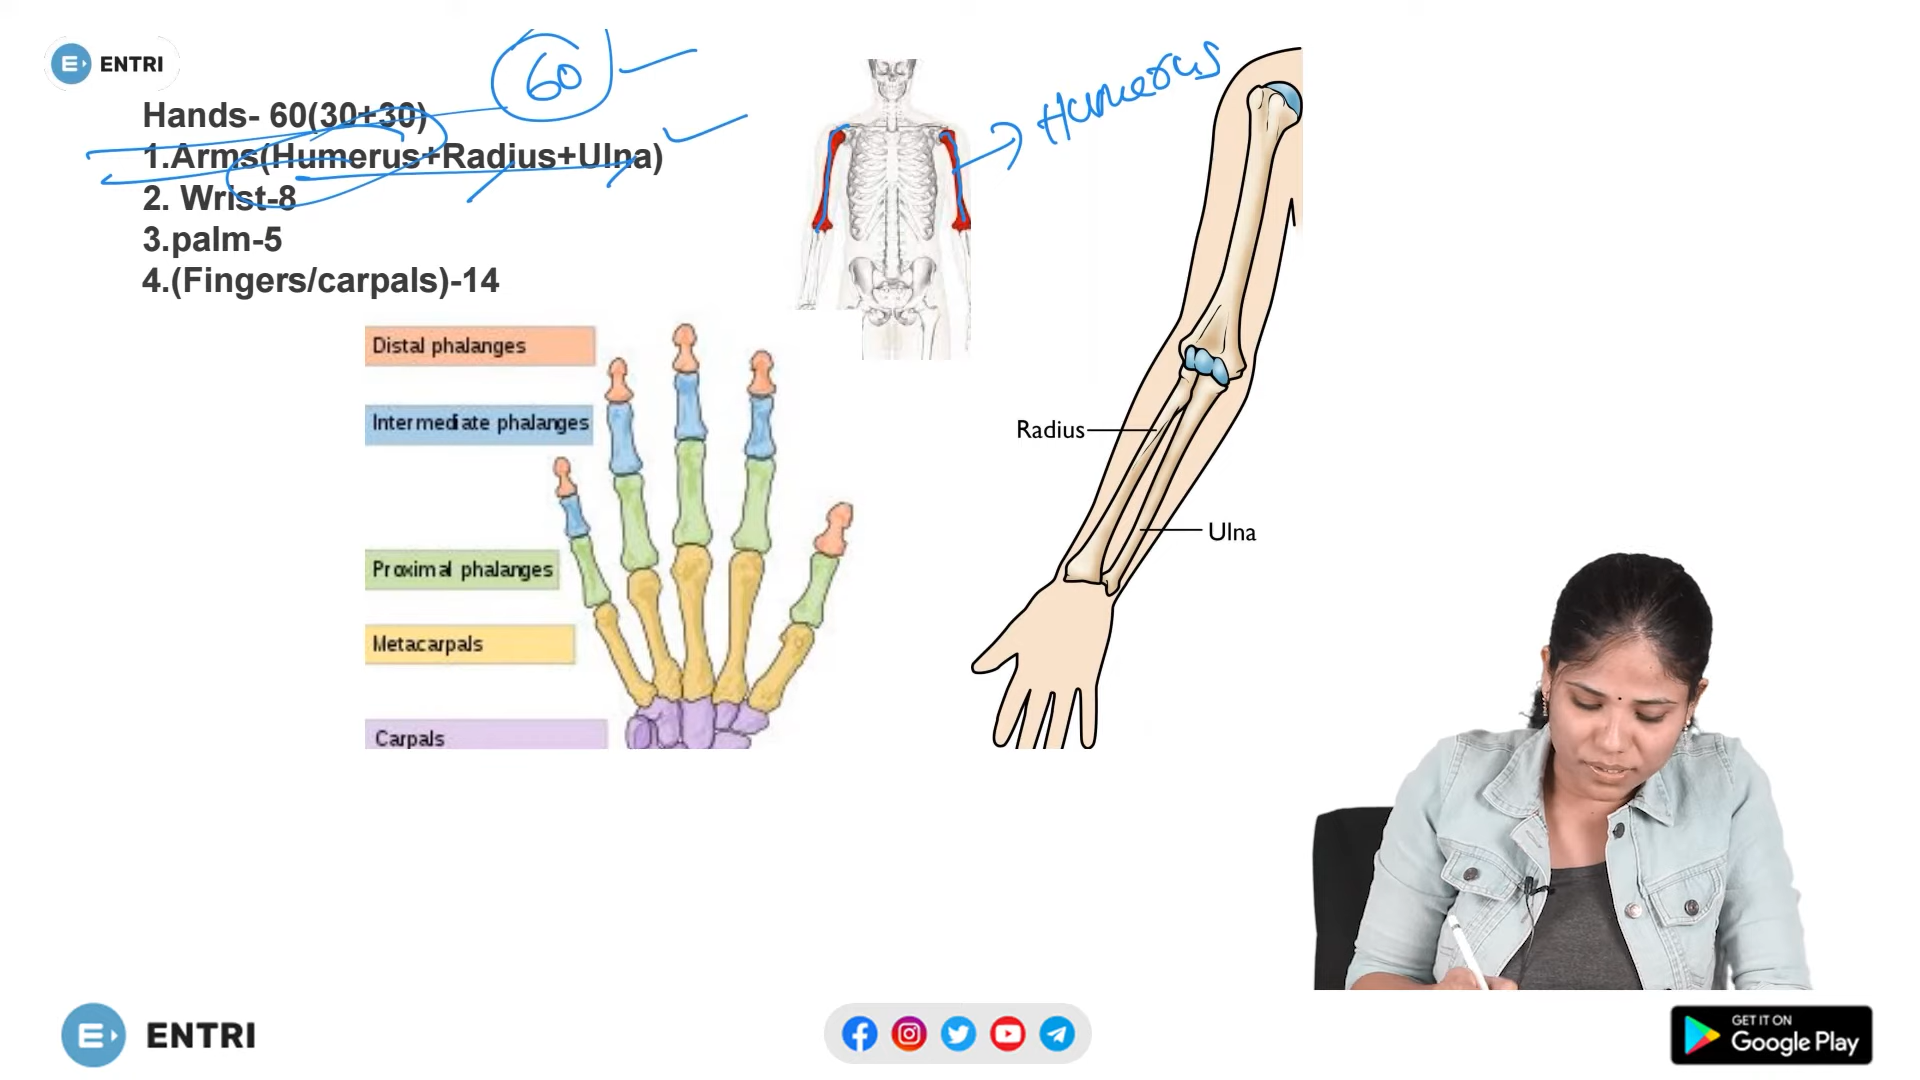 ENTRI
60
Hands- 60(30+30)
1.Arms(Humerus+Radius+Ulna)
2. Wrist-8
3.palm-5
4.(Fingers/carpals)-14
Humerus
Distal phalanges
Intermediate phalanges
Proximal phalanges
Metacarpals
Carpals
Radius
Ulna
ENTRI
GET IT ON
Google Play